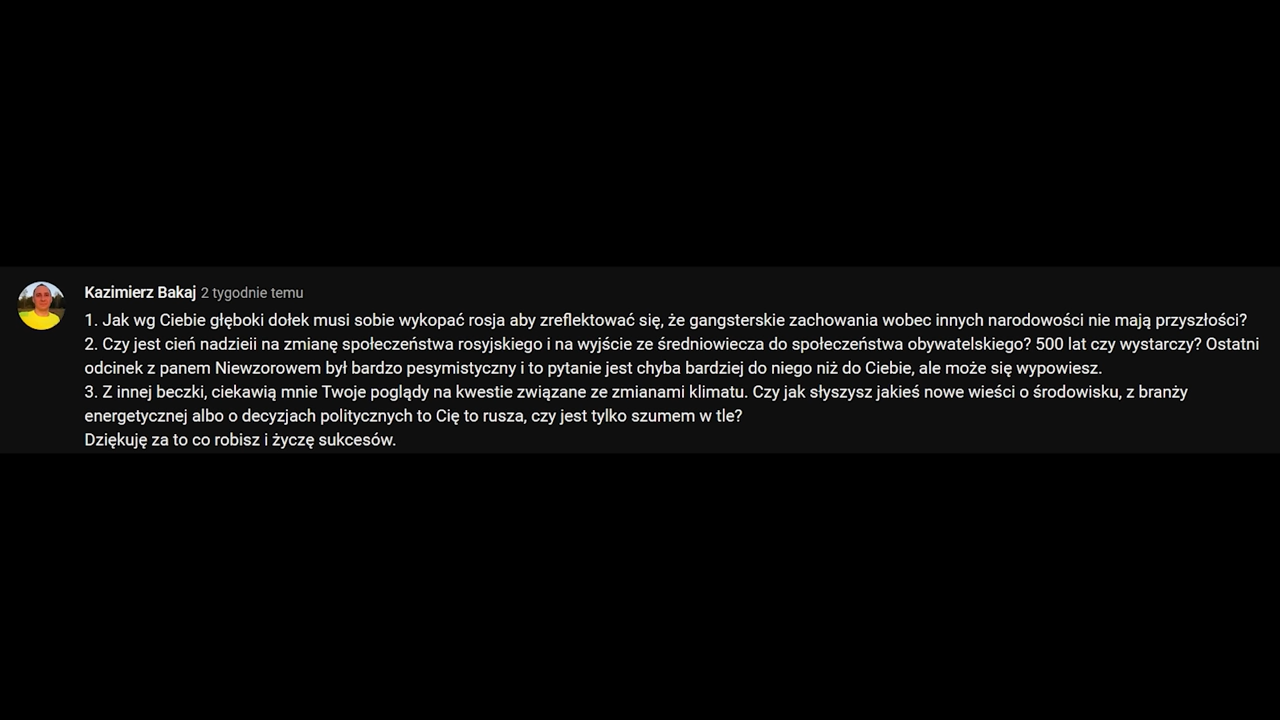 Kazimierz Bakaj 2 tygodnie temu
1. Jak wg Ciebie głęboki dołek musi sobie wykopać rosja aby zreflektować się, że gangsterskie zachowania wobec innych narodowości nie mają przyszłości?
2. Czy jest cień nadzieii na zmianę społeczeństwa rosyjskiego i na wyjście ze średniowiecza do społeczeństwa obywatelskiego? 500 lat czy wystarczy? Ostatni
odcinek z panem Niewzorowem był bardzo pesymistyczny i to pytanie jest chyba bardziej do niego niż do Ciebie, ale może się wypowiesz.
3. Z innej beczki, ciekawią mnie Twoje poglądy na kwestie związane ze zmianami klimatu. Czy jak słyszysz jakieś nowe wieści o środowisku, z branży
energetycznej albo o decyzjach politycznych to Cię to rusza, czy jest tylko szumem w tle?
Dziękuję za to co robisz i życzę sukcesów.